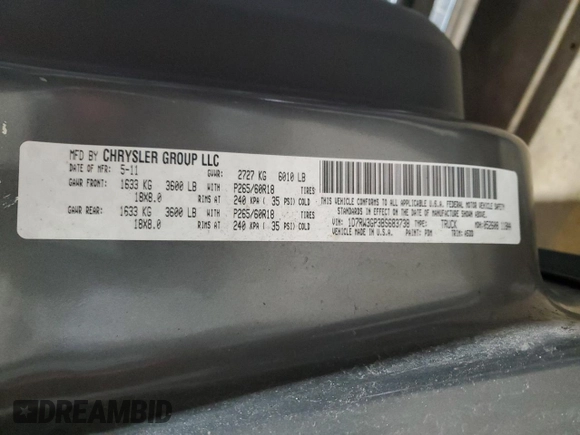 MFD BY CHRYSLER GROUP LLC
DATE OF MFR: 5-11 GVWR: 2727 KG 6010 LB
GAWR FRONT: 1633 KG 3600 LB WITH P265/60R18 TIRES
18X8.0 RIMS AT 240 KPA ( 35 PSI) COLD
GAWR REAR: 1633 KG 3600 LB WITH P265/60R18 TIRES
18X8.0 RIMS AT 240 KPA ( 35 PSI) COLD
THIS VEHICLE CONFORMS TO ALL APPLICABLE U.S.A. FEDERAL MOTOR VEHICLE SAFETY
STANDARDS IN EFFECT ON THE DATE OF MANUFACTURE SHOWN ABOVE.
VIN: 1D7RW3GP3BS683738 TYPE: TRUCK MDH:
VEHICLE MADE IN U.S.A. PAINT: PDM TRIM:
DREAMBID